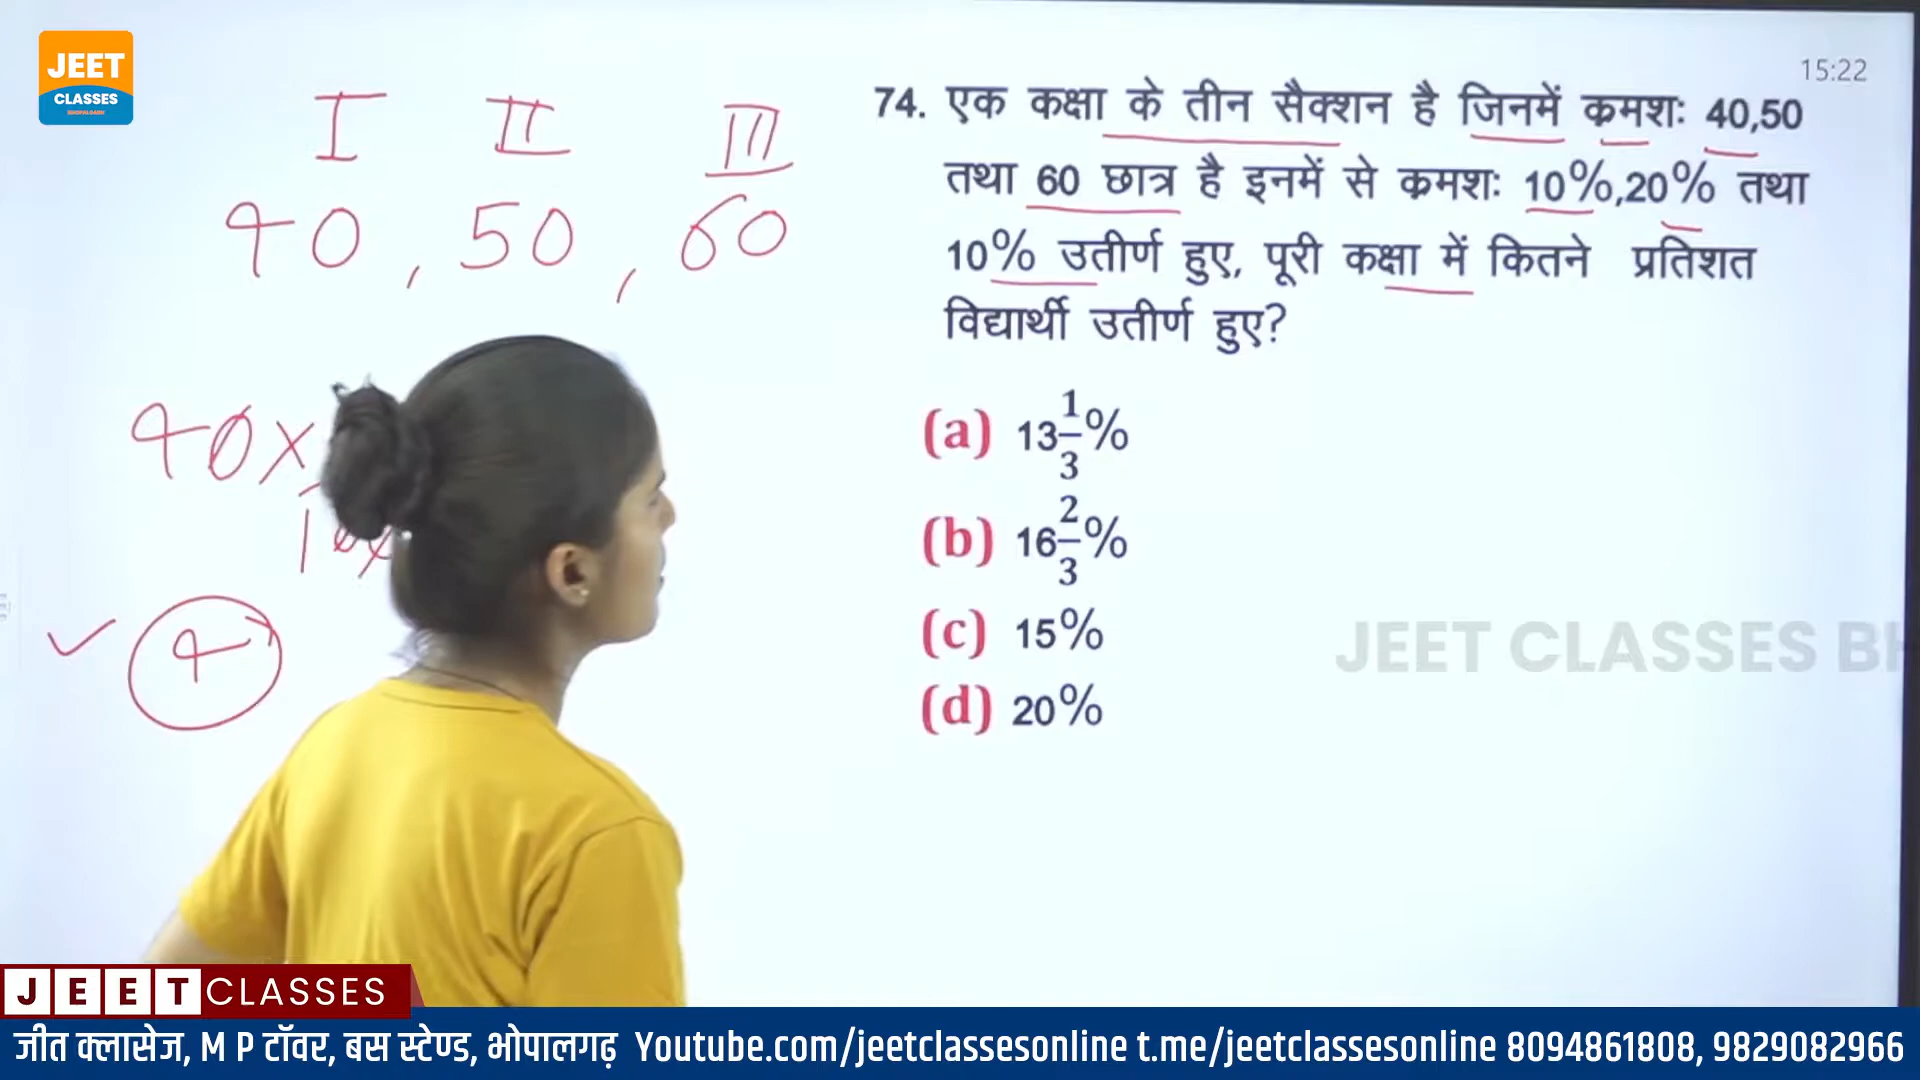 JEET
CLASSES
15:22
I II III
40, 50, 60
40×
10
4
74. एक कक्षा के तीन सैक्शन है जिनमें क्रमशः 40,50
तथा 60 छात्र है इनमें से क्रमशः 10%,20% तथा
10% उतीर्ण हुए, पूरी कक्षा में कितने प्रतिशत
विद्यार्थी उतीर्ण हुए?
(a) 13 1/3%
(b) 16 2/3%
(c) 15%
(d) 20%
JEET CLASSES BH
JEET CLASSES
जीत क्लासेज, M P टॉवर, बस स्टेण्ड, भोपालगढ़ Youtube.com/jeetclassesonline t.me/jeetclassesonline 8094861808, 9829082966